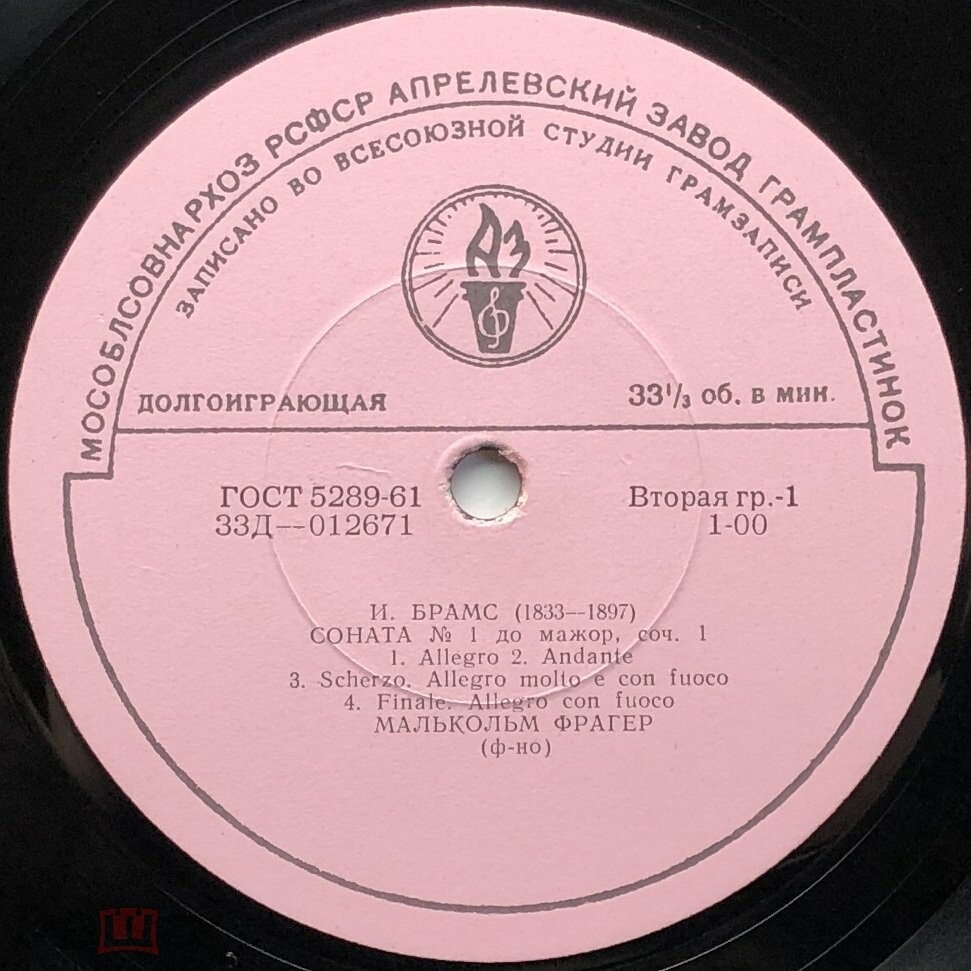 МОСОБЛСОВНАРХОЗ РСФСР АПРЕЛЕВСКИЙ ЗАВОД ГРАМПЛАСТИНОК
ЗАПИСАНО ВО ВСЕСОЮЗНОЙ СТУДИИ ГРАМЗАПИСИ
АЗ
ДОЛГОИГРАЮЩАЯ 33⅓ об. в мин.
ГОСТ 5289-61 Вторая гр.-1
33Д—012671 1-00
И. БРАМС (1833—1897)
СОНАТА № 1 до мажор, соч. 1
1. Allegro 2. Andante
3. Scherzo. Allegro molto e con fuoco
4. Finale. Allegro con fuoco
МАЛЬКОЛЬМ ФРАГЕР
(ф-но)